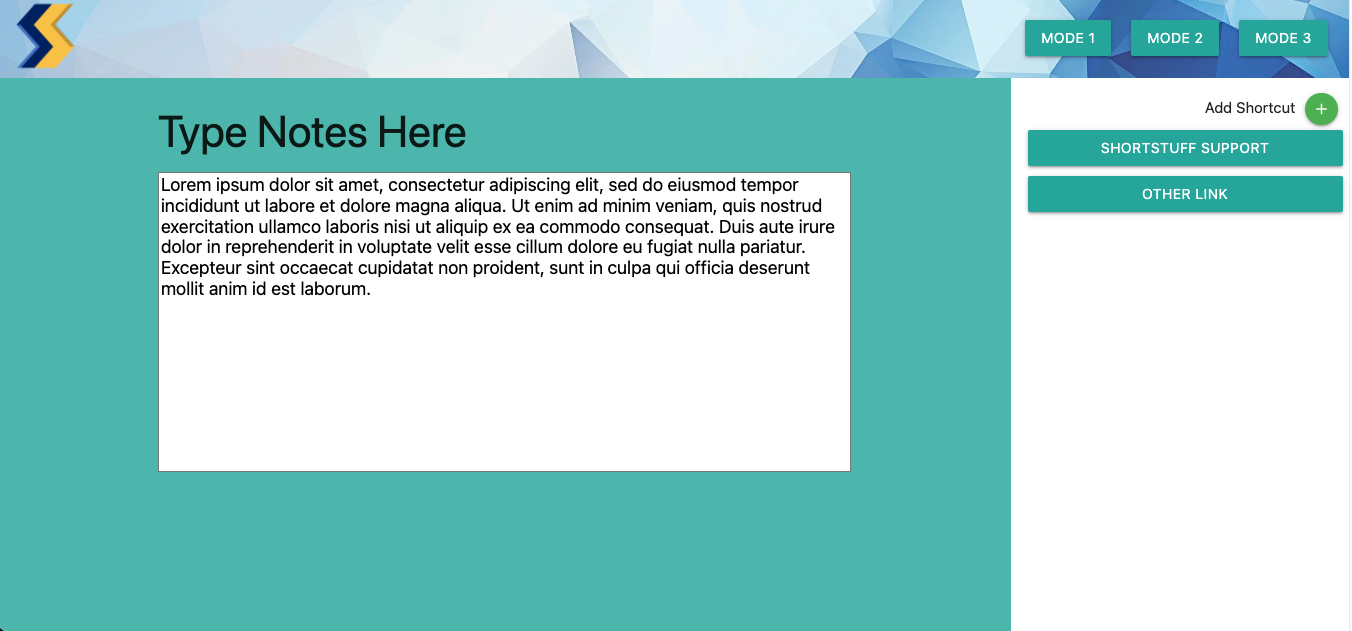 MODE 1 MODE 2 MODE 3
Add Shortcut +
Type Notes Here
SHORTSTUFF SUPPORT
OTHER LINK
Lorem ipsum dolor sit amet, consectetur adipiscing elit, sed do eiusmod tempor
incididunt ut labore et dolore magna aliqua. Ut enim ad minim veniam, quis nostrud
exercitation ullamco laboris nisi ut aliquip ex ea commodo consequat. Duis aute irure
dolor in reprehenderit in voluptate velit esse cillum dolore eu fugiat nulla pariatur.
Excepteur sint occaecat cupidatat non proident, sunt in culpa qui officia deserunt
mollit anim id est laborum.